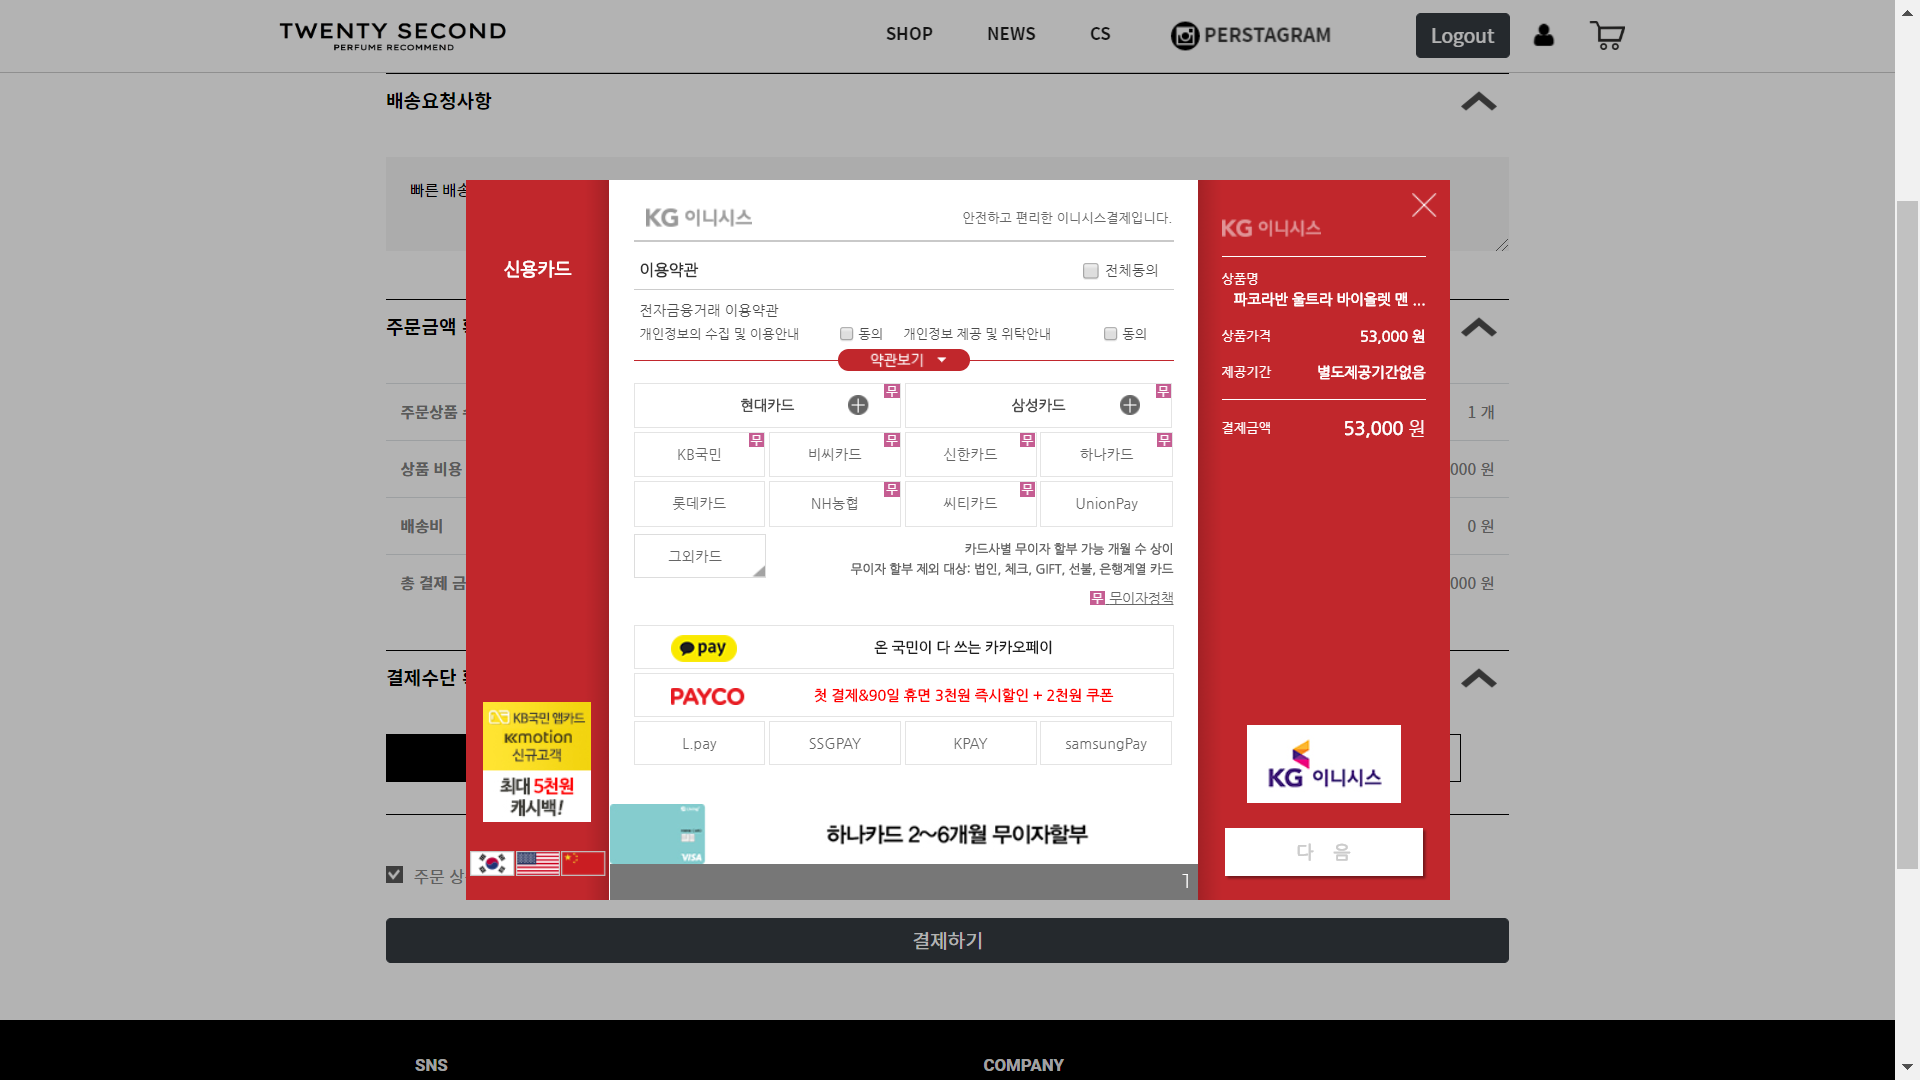 TWENTY SECOND
PERFUME RECOMMEND
SHOP
NEWS
CS
PERSTAGRAM
Logout
배송요청사항
빠른 배송
주문금액
주문상품
1 개
상품 비용
000 원
배송비
0 원
총 결제 금
000 원
결제수단
주문 상
결제하기
SNS
COMPANY
신용카드
KB국민 앱카드
Kmotion
신규고객
최대 5천원
캐시백!
KG 이니시스
안전하고 편리한 이니시스결제입니다.
이용약관
전체동의
전자금융거래 이용약관
개인정보의 수집 및 이용안내
동의
개인정보 제공 및 위탁안내
동의
약관보기
현대카드
무
삼성카드
무
KB국민
무
비씨카드
무
신한카드
무
하나카드
무
롯데카드
NH농협
무
씨티카드
무
UnionPay
그외카드
카드사별 무이자 할부 가능 개월 수 상이
무이자 할부 제외 대상: 법인, 체크, GIFT, 선불, 은행계열 카드
무 무이자정책
pay
온 국민이 다 쓰는 카카오페이
PAYCO
첫 결제&90일 휴면 3천원 즉시할인 + 2천원 쿠폰
L.pay
SSGPAY
KPAY
samsungPay
VISA
하나카드 2~6개월 무이자할부
KG 이니시스
상품명
파코라반 울트라 바이올렛 맨 ...
상품가격
53,000 원
제공기간
별도제공기간없음
결제금액
53,000 원
KG 이니시스
다 음